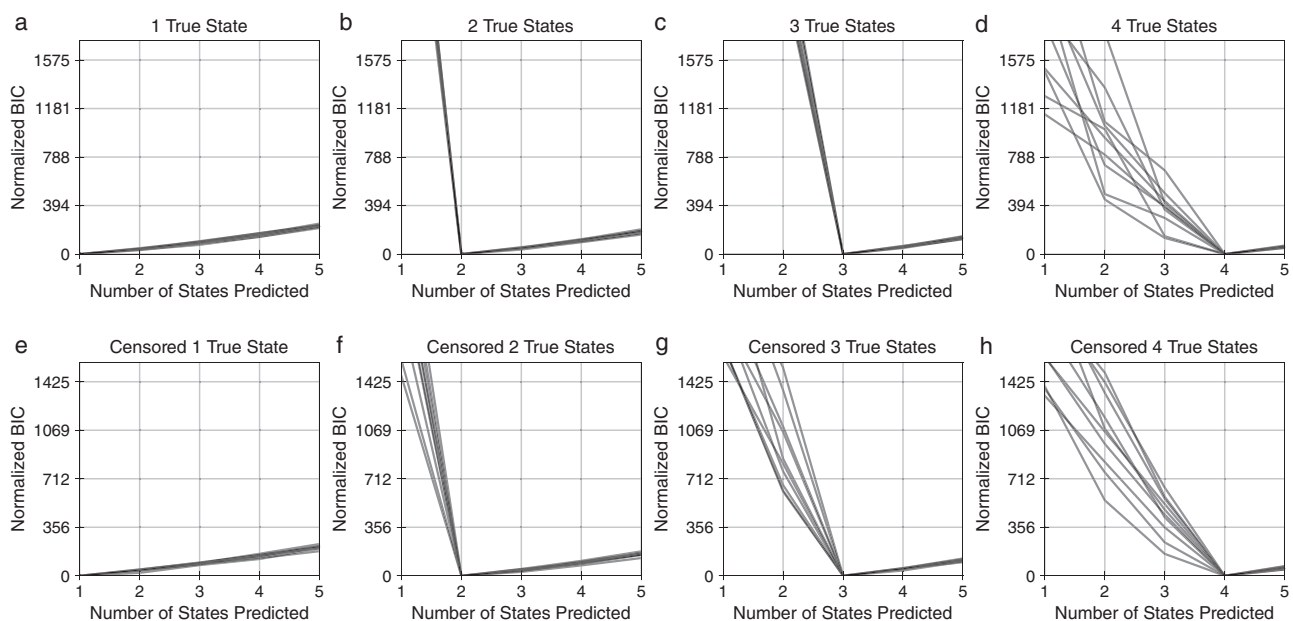 a
1 True State
Normalized BIC
1575
1181
788
394
0
1 2 3 4 5
Number of States Predicted
b
2 True States
Normalized BIC
1575
1181
788
394
0
1 2 3 4 5
Number of States Predicted
c
3 True States
Normalized BIC
1575
1181
788
394
0
1 2 3 4 5
Number of States Predicted
d
4 True States
Normalized BIC
1575
1181
788
394
0
1 2 3 4 5
Number of States Predicted
e
Censored 1 True State
Normalized BIC
1425
1069
712
356
0
1 2 3 4 5
Number of States Predicted
f
Censored 2 True States
Normalized BIC
1425
1069
712
356
0
1 2 3 4 5
Number of States Predicted
g
Censored 3 True States
Normalized BIC
1425
1069
712
356
0
1 2 3 4 5
Number of States Predicted
h
Censored 4 True States
Normalized BIC
1425
1069
712
356
0
1 2 3 4 5
Number of States Predicted